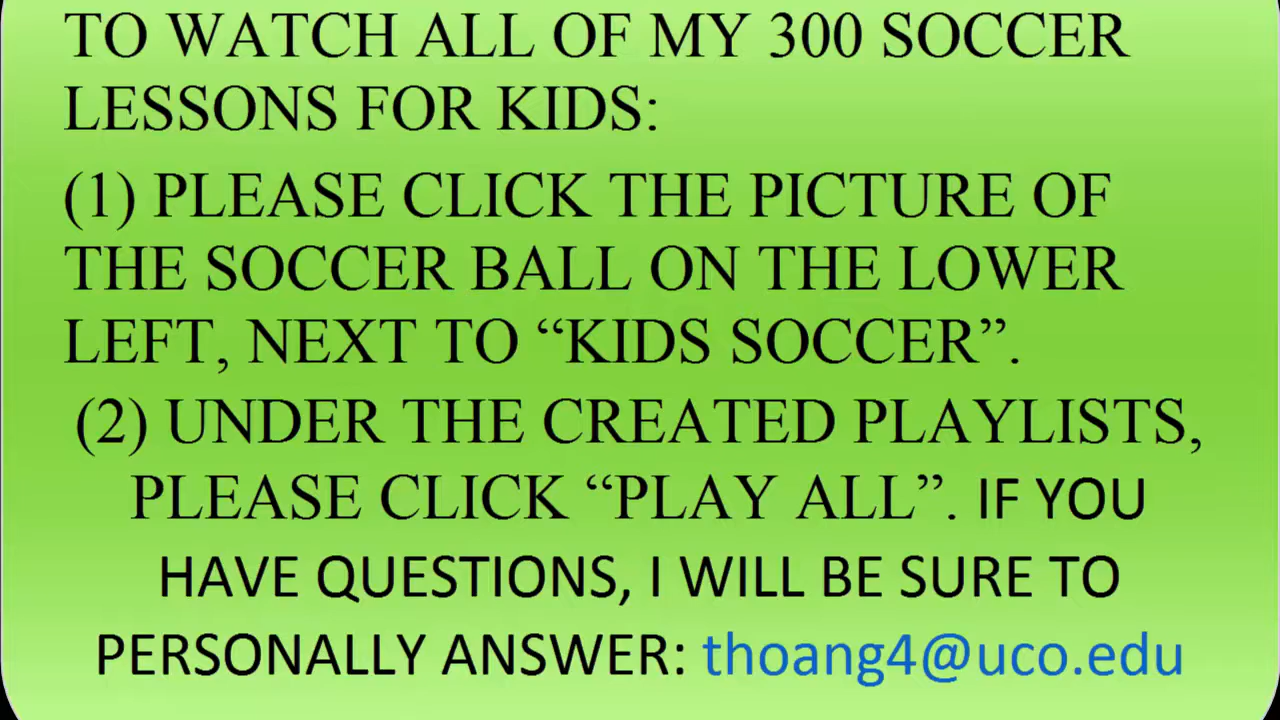 TO WATCH ALL OF MY 300 SOCCER
LESSONS FOR KIDS:
(1) PLEASE CLICK THE PICTURE OF
THE SOCCER BALL ON THE LOWER
LEFT, NEXT TO “KIDS SOCCER”.
(2) UNDER THE CREATED PLAYLISTS,
PLEASE CLICK “PLAY ALL”. IF YOU
HAVE QUESTIONS, I WILL BE SURE TO
PERSONALLY ANSWER: thoang4@uco.edu